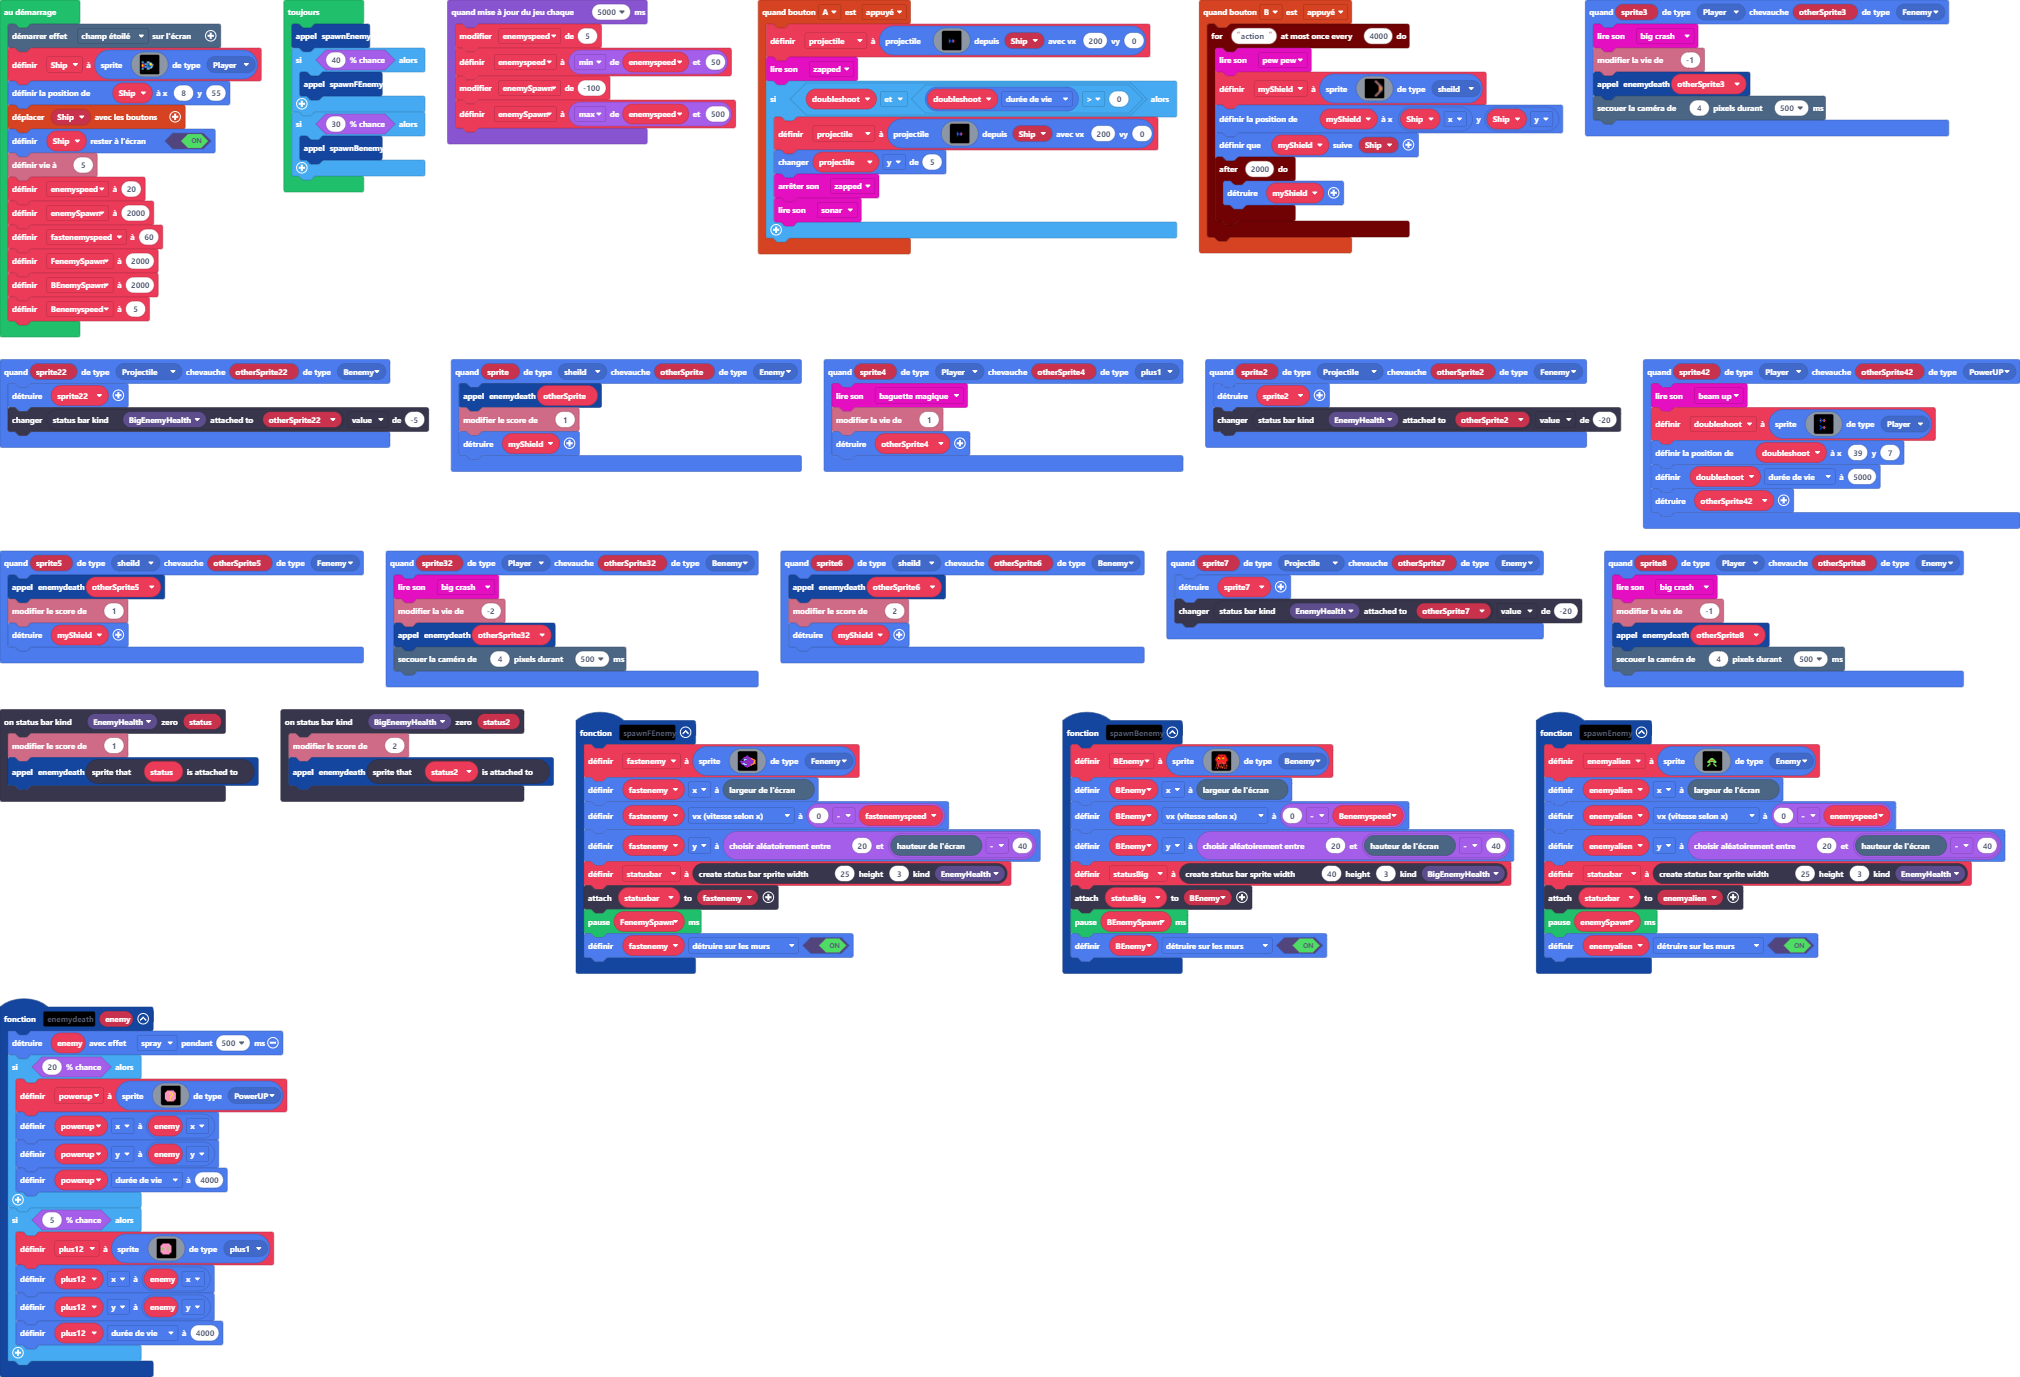 au démarrage
démarrer effet champ étoilé sur l'écran
définir Ship à sprite de type Player
définir la position de Ship à x 8 y 55
déplacer Ship avec les boutons
définir Ship rester à l'écran ON
définir vie à 5
définir enemyspeed à 20
définir enemySpawn à 2000
définir fastenemyspeed à 60
définir FenemySpawn à 2000
définir BEnemySpawn à 2000
définir Benemyspeed à 5
toujours
appel spawnEnemy
si 40 % chance alors
appel spawnFEnemy
si 30 % chance alors
appel spawnBenemy
quand mise à jour du jeu chaque 5000 ms
modifier enemyspeed de 5
définir enemyspeed à min de enemyspeed et 50
modifier enemySpawn de -100
définir enemySpawn à max de enemyspeed et 500
quand bouton A est appuyé
définir projectile à projectile depuis Ship avec vx 200 vy 0
lire son zapped
si doubleshoot et doubleshoot durée de vie > 0 alors
définir projectile à projectile depuis Ship avec vx 200 vy 0
changer projectile y de 5
arrêter son zapped
lire son sonar
quand bouton B est appuyé
for "action" at most once every 4000 do
lire son pew pew
définir myShield à sprite de type sheild
définir la position de myShield à x Ship x y Ship y
définir que myShield suive Ship
after 2000 do
détruire myShield
quand sprite3 de type Player chevauche otherSprite3 de type Fenemy
lire son big crash
modifier la vie de -1
appel enemydeath otherSprite3
secouer la caméra de 4 pixels durant 500 ms
quand sprite22 de type Projectile chevauche otherSprite22 de type Benemy
détruire sprite22
changer status bar kind BigEnemyHealth attached to otherSprite22 value de -5
quand sprite de type sheild chevauche otherSprite de type Enemy
appel enemydeath otherSprite
modifier le score de 1
détruire myShield
quand sprite4 de type Player chevauche otherSprite4 de type plus1
lire son baguette magique
modifier la vie de 1
détruire otherSprite4
quand sprite2 de type Projectile chevauche otherSprite2 de type Fenemy
détruire sprite2
changer status bar kind EnemyHealth attached to otherSprite2 value de -20
quand sprite42 de type Player chevauche otherSprite42 de type PowerUP
lire son beam up
définir doubleshoot à sprite de type Player
définir la position de doubleshoot à x 39 y 7
définir doubleshoot durée de vie à 5000
détruire otherSprite42
quand sprite5 de type sheild chevauche otherSprite5 de type Fenemy
appel enemydeath otherSprite5
modifier le score de 1
détruire myShield
quand sprite32 de type Player chevauche otherSprite32 de type Benemy
lire son big crash
modifier la vie de -2
appel enemydeath otherSprite32
secouer la caméra de 4 pixels durant 500 ms
quand sprite6 de type sheild chevauche otherSprite6 de type Benemy
appel enemydeath otherSprite6
modifier le score de 2
détruire myShield
quand sprite7 de type Projectile chevauche otherSprite7 de type Enemy
détruire sprite7
changer status bar kind EnemyHealth attached to otherSprite7 value de -20
quand sprite8 de type Player chevauche otherSprite8 de type Enemy
lire son big crash
modifier la vie de -1
appel enemydeath otherSprite8
secouer la caméra de 4 pixels durant 500 ms
on status bar kind EnemyHealth zero status
modifier le score de 1
appel enemydeath sprite that status is attached to
on status bar kind BigEnemyHealth zero status2
modifier le score de 2
appel enemydeath sprite that status2 is attached to
fonction spawnFEnemy
définir fastenemy à sprite de type Fenemy
définir fastenemy x à largeur de l'écran
définir fastenemy vx (vitesse selon x) à 0 - fastenemyspeed
définir fastenemy y à choisir aléatoirement entre 20 et hauteur de l'écran - 40
définir statusbar à create status bar sprite width 25 height 3 kind EnemyHealth
attach statusbar to fastenemy
pause FenemySpawn ms
définir fastenemy détruire sur les murs ON
fonction spawnBenemy
définir BEnemy à sprite de type Benemy
définir BEnemy x à largeur de l'écran
définir BEnemy vx (vitesse selon x) à 0 - Benemyspeed
définir BEnemy y à choisir aléatoirement entre 20 et hauteur de l'écran - 40
définir statusBig à create status bar sprite width 40 height 3 kind BigEnemyHealth
attach statusBig to BEnemy
pause BEnemySpawn ms
définir BEnemy détruire sur les murs ON
fonction spawnEnemy
définir enemyalien à sprite de type Enemy
définir enemyalien x à largeur de l'écran
définir enemyalien vx (vitesse selon x) à 0 - enemyspeed
définir enemyalien y à choisir aléatoirement entre 20 et hauteur de l'écran - 40
définir statusbar à create status bar sprite width 25 height 3 kind EnemyHealth
attach statusbar to enemyalien
pause enemySpawn ms
définir enemyalien détruire sur les murs ON
fonction enemydeath enemy
détruire enemy avec effet spray pendant 500 ms
si 20 % chance alors
définir powerup à sprite de type PowerUP
définir powerup x à enemy x
définir powerup y à enemy y
définir powerup durée de vie à 4000
si 5 % chance alors
définir plus12 à sprite de type plus1
définir plus12 x à enemy x
définir plus12 y à enemy y
définir plus12 durée de vie à 4000